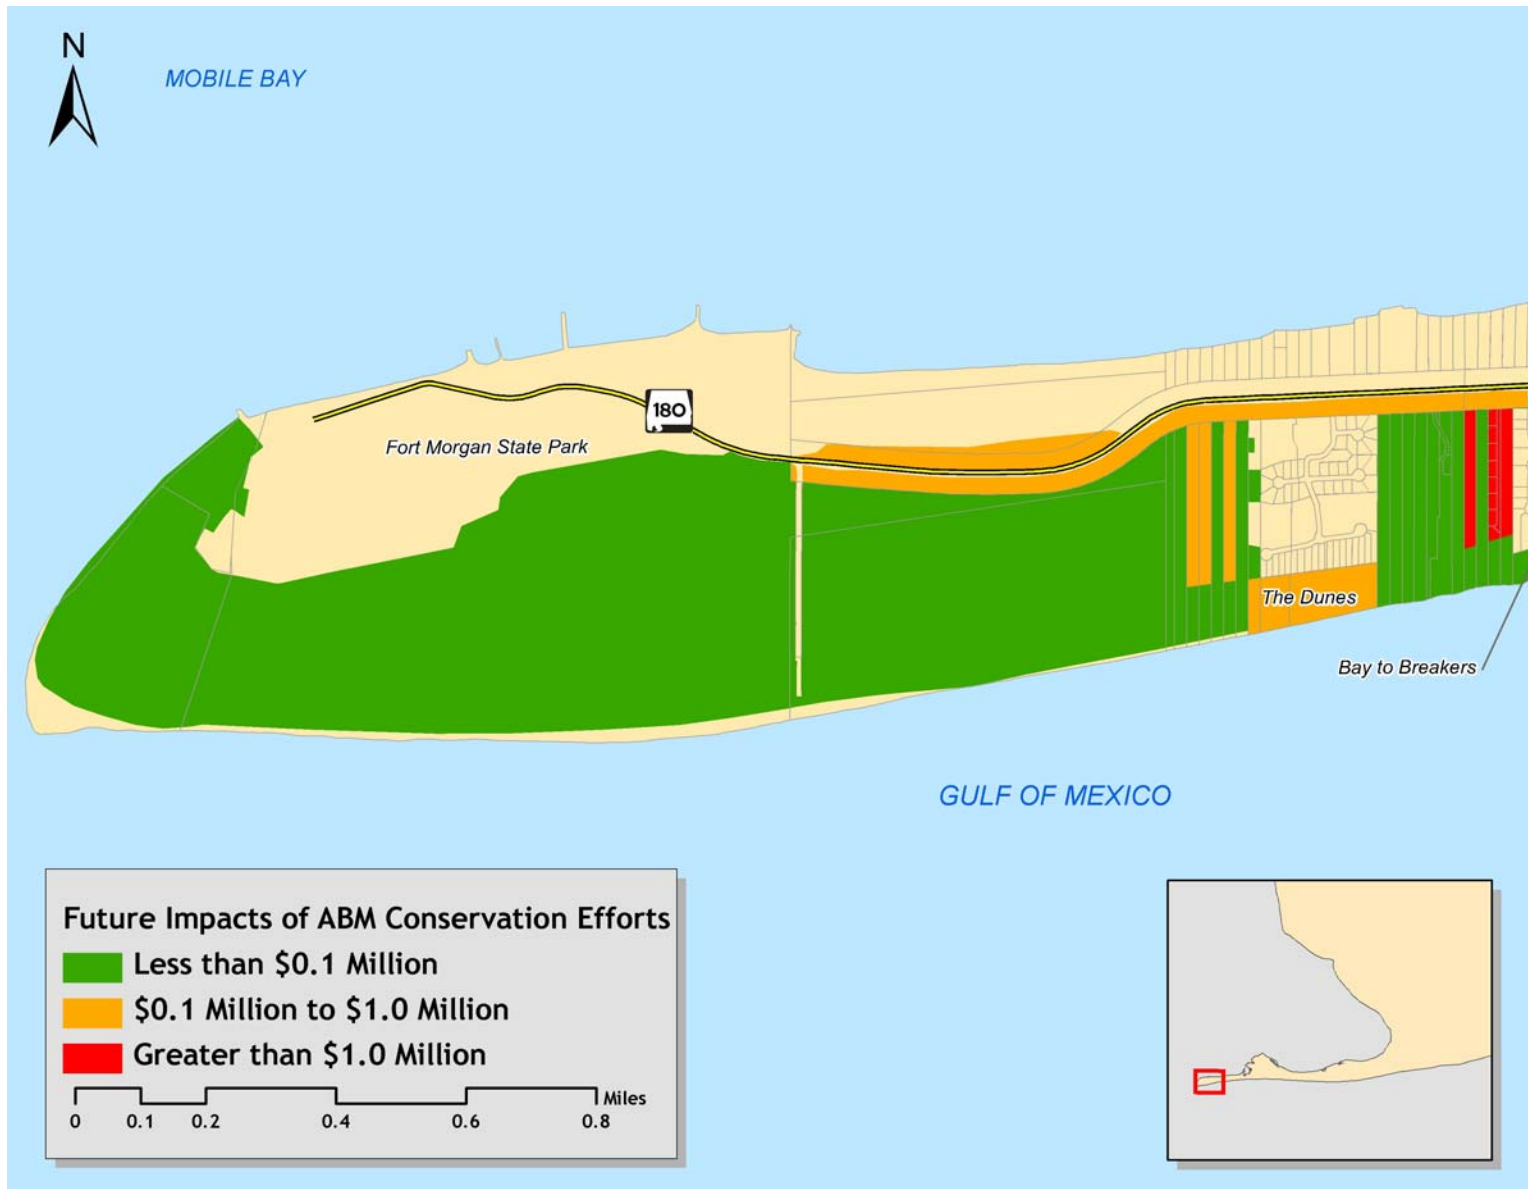 N
MOBILE BAY
180
Fort Morgan State Park
The Dunes
Bay to Breakers
GULF OF MEXICO
Future Impacts of ABM Conservation Efforts
Less than $0.1 Million
$0.1 Million to $1.0 Million
Greater than $1.0 Million
Miles
0 0.1 0.2 0.4 0.6 0.8